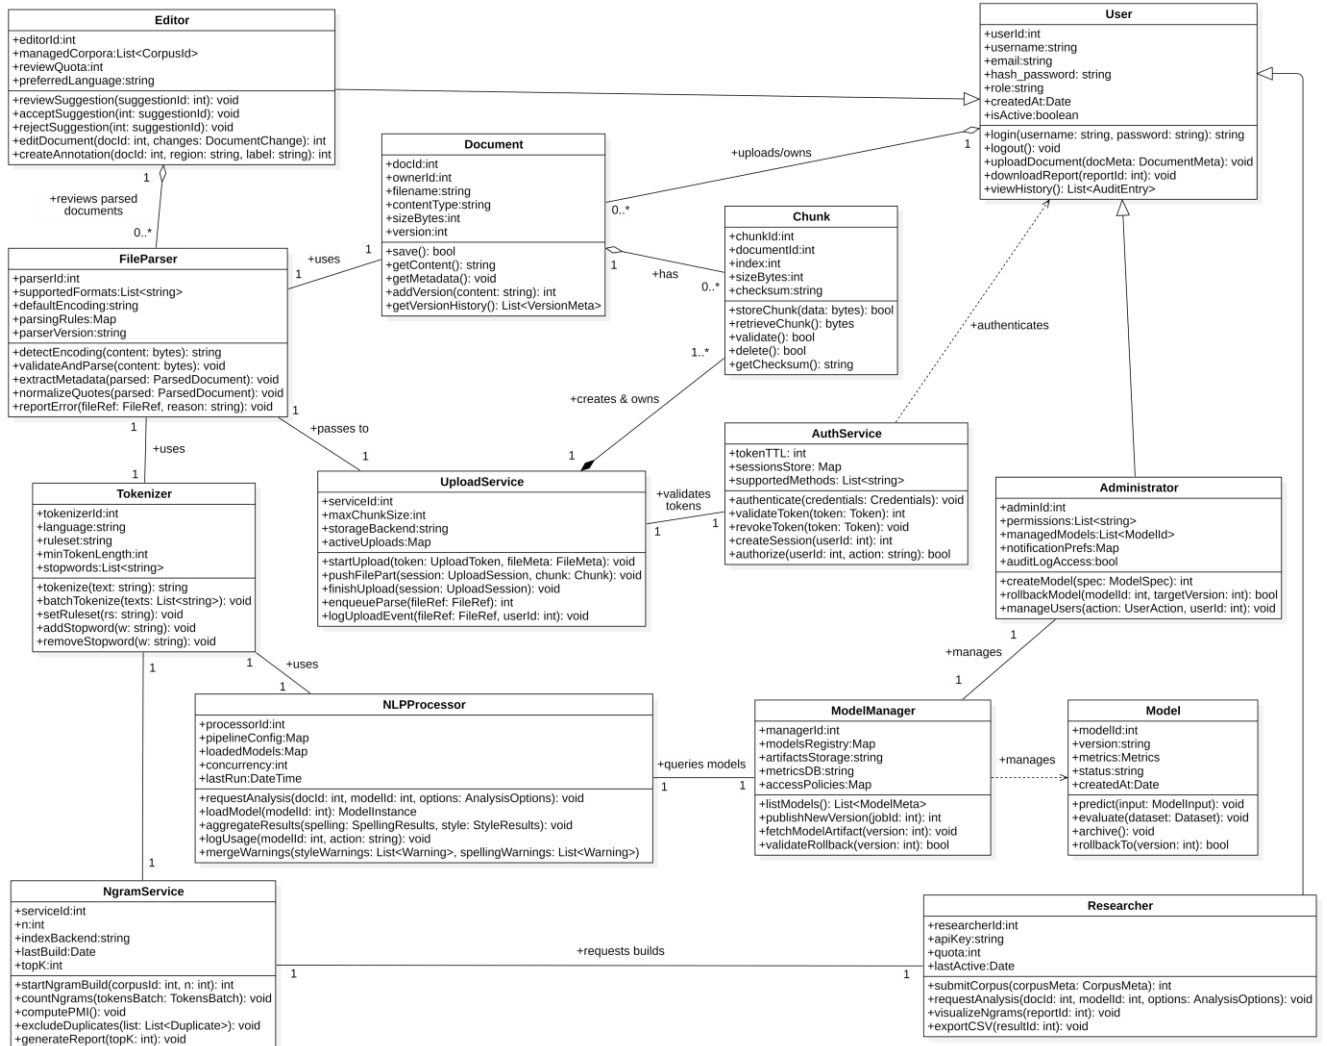 Editor
+editorId:int
+managedCorpora:List<CorpusId>
+reviewQuota:int
+preferredLanguage:string
+reviewSuggestion(suggestionId: int): void
+acceptSuggestion(int: suggestionId): void
+rejectSuggestion(int: suggestionId): void
+editDocument(docId: int, changes: DocumentChange): int
+createAnnotation(docId: int, region: string, label: string): int
User
+userId:int
+username:string
+email:string
+hash_password: string
+role:string
+createdAt:Date
+isActive:boolean
+login(username: string, password: string): string
+logout(): void
+uploadDocument(docMeta: DocumentMeta): void
+downloadReport(reportId: int): void
+viewHistory(): List<AuditEntry>
1
+uploads/owns
0..*
Document
+docId:int
+ownerId:int
+filename:string
+contentType:string
+sizeBytes:int
+version:int
+save(): bool
+getContent(): string
+getMetadata(): void
+addVersion(content: string): int
+getVersionHistory(): List<VersionMeta>
1
+reviews parsed
documents
0..*
1
+uses
1
1
+has
0..*
Chunk
+chunkId:int
+documentId:int
+index:int
+sizeBytes:int
+checksum:string
+storeChunk(data: bytes): bool
+retrieveChunk(): bytes
+validate(): bool
+delete(): bool
+getChecksum(): string
FileParser
+parserId:int
+supportedFormats:List<string>
+defaultEncoding:string
+parsingRules:Map
+parserVersion:string
+detectEncoding(content: bytes): string
+validateAndParse(content: bytes): void
+extractMetadata(parsed: ParsedDocument): void
+normalizeQuotes(parsed: ParsedDocument): void
+reportError(fileRef: FileRef, reason: string): void
1..*
+creates & owns
1
+authenticates
1
+passes to
1
1
+uses
1
AuthService
+tokenTTL: int
+sessionsStore: Map
+supportedMethods: List<string>
+authenticate(credentials: Credentials): void
+validateToken(token: Token): int
+revokeToken(token: Token): void
+createSession(userId: int): int
+authorize(userId: int, action: string): bool
UploadService
+serviceId:int
+maxChunkSize:int
+storageBackend:string
+activeUploads:Map
+startUpload(token: UploadToken, fileMeta: FileMeta): void
+pushFilePart(session: UploadSession, chunk: Chunk): void
+finishUpload(session: UploadSession): void
+enqueueParse(fileRef: FileRef): int
+logUploadEvent(fileRef: FileRef, userId: int): void
+validates
tokens
1
1
Tokenizer
+tokenizerId:int
+language:string
+ruleset:string
+minTokenLength:int
+stopwords:List<string>
+tokenize(text: string): string
+batchTokenize(texts: List<string>): void
+setRuleset(rs: string): void
+addStopword(w: string): void
+removeStopword(w: string): void
Administrator
+adminId:int
+permissions:List<string>
+managedModels:List<ModelId>
+notificationPrefs:Map
+auditLogAccess:bool
+createModel(spec: ModelSpec): int
+rollbackModel(modelId: int, targetVersion: int): bool
+manageUsers(action: UserAction, userId: int): void
1
+manages
1
1
1
+uses
1
NLPProcessor
+processorId:int
+pipelineConfig:Map
+loadedModels:Map
+concurrency:int
+lastRun:DateTime
+requestAnalysis(docId: int, modelId: int, options: AnalysisOptions): void
+loadModel(modelId: int): ModelInstance
+aggregateResults(spelling: SpellingResults, style: StyleResults): void
+logUsage(modelId: int, action: string): void
+mergeWarnings(styleWarnings: List<Warning>, spellingWarnings: List<Warning>)
+queries models
1
1
ModelManager
+managerId:int
+modelsRegistry:Map
+artifactsStorage:string
+metricsDB:string
+accessPolicies:Map
+listModels(): List<ModelMeta>
+publishNewVersion(jobId: int): int
+fetchModelArtifact(version: int): void
+validateRollback(version: int): bool
+manages
Model
+modelId:int
+version:string
+metrics:Metrics
+status:string
+createdAt:Date
+predict(input: ModelInput): void
+evaluate(dataset: Dataset): void
+archive(): void
+rollbackTo(version: int): bool
1
NgramService
+serviceId:int
+n:int
+indexBackend:string
+lastBuild:Date
+topK:int
+startNgramBuild(corpusId: int, n: int): int
+countNgrams(tokensBatch: TokensBatch): void
+computePMI(): void
+excludeDuplicates(list: List<Duplicate>): void
+generateReport(topK: int): void
+requests builds
1
1
Researcher
+researcherId:int
+apiKey:string
+quota:int
+lastActive:Date
+submitCorpus(corpusMeta: CorpusMeta): int
+requestAnalysis(docId: int, modelId: int, options: AnalysisOptions): void
+visualizeNgrams(reportId: int): void
+exportCSV(resultId: int): void